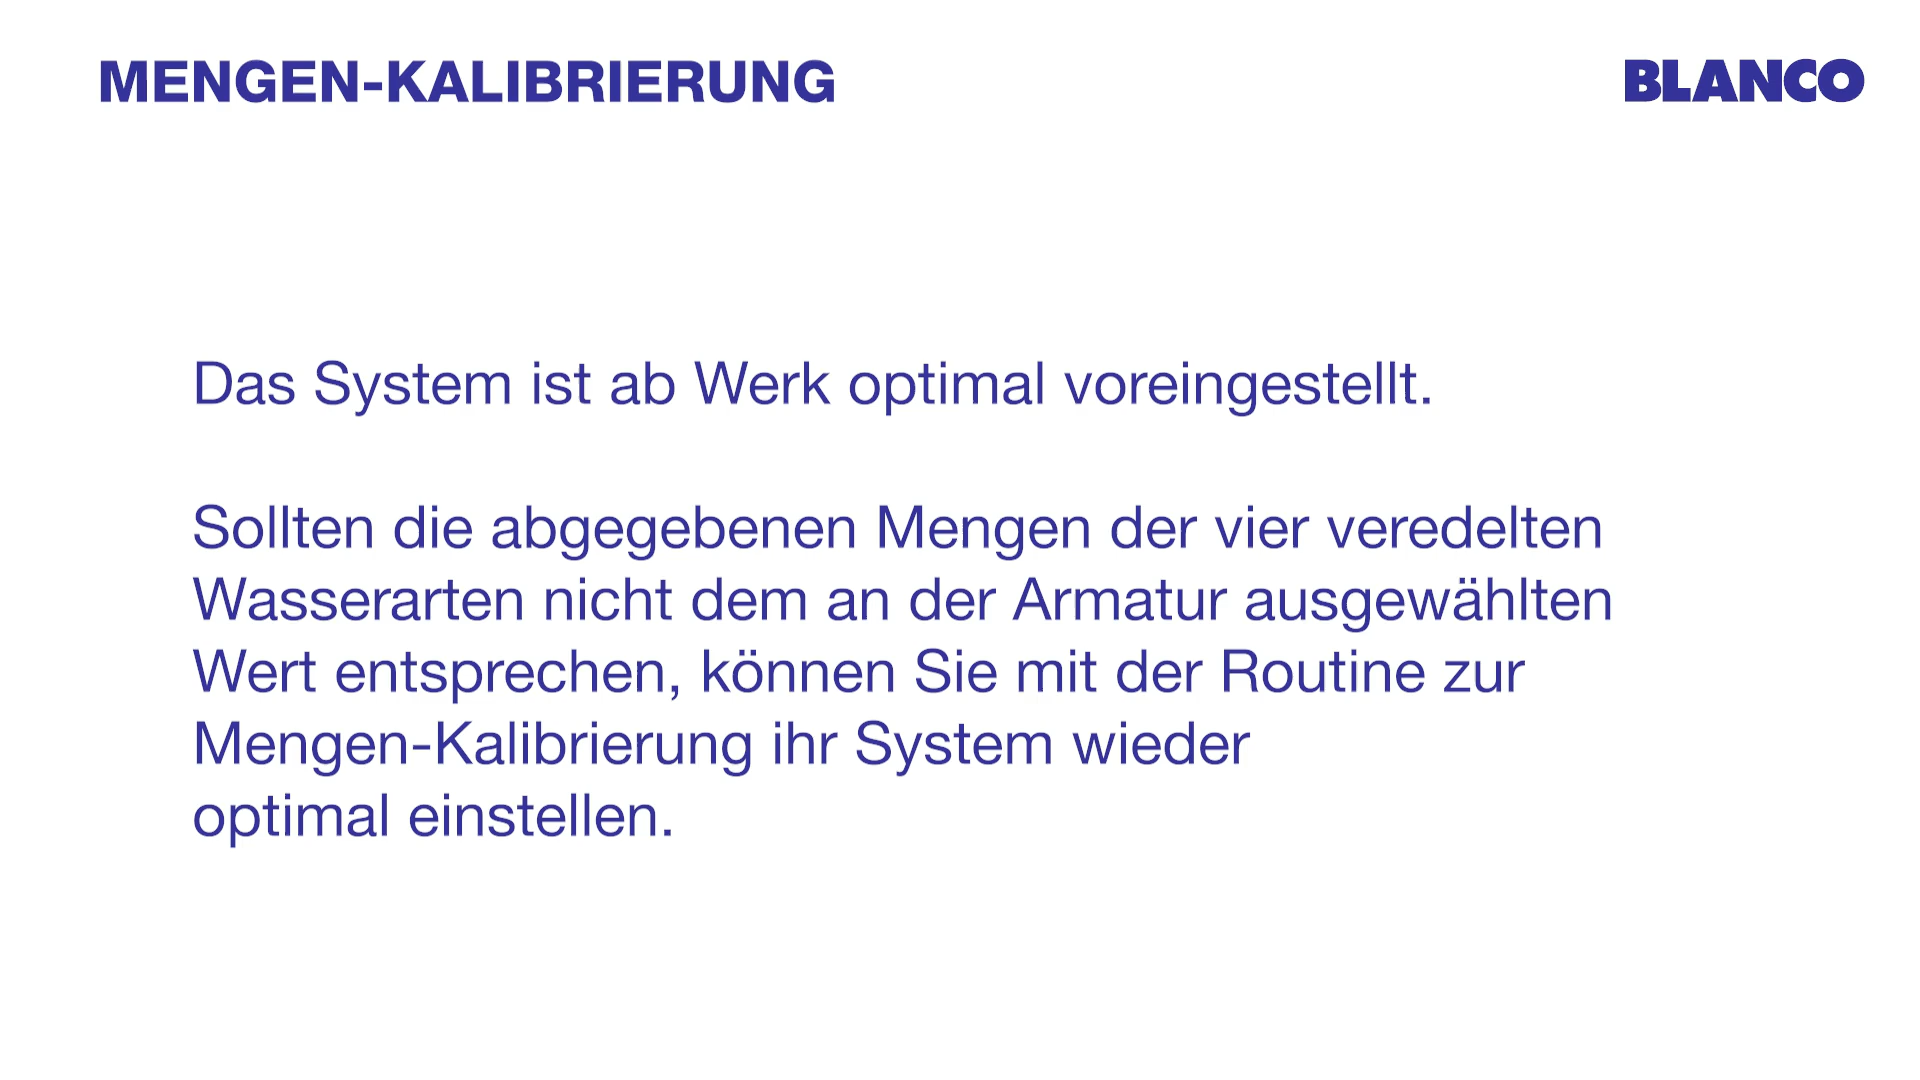 MENGEN-KALIBRIERUNG
BLANCO
Das System ist ab Werk optimal voreingestellt.
Sollten die abgegebenen Mengen der vier veredelten
Wasserarten nicht dem an der Armatur ausgewählten
Wert entsprechen, können Sie mit der Routine zur
Mengen-Kalibrierung ihr System wieder
optimal einstellen.